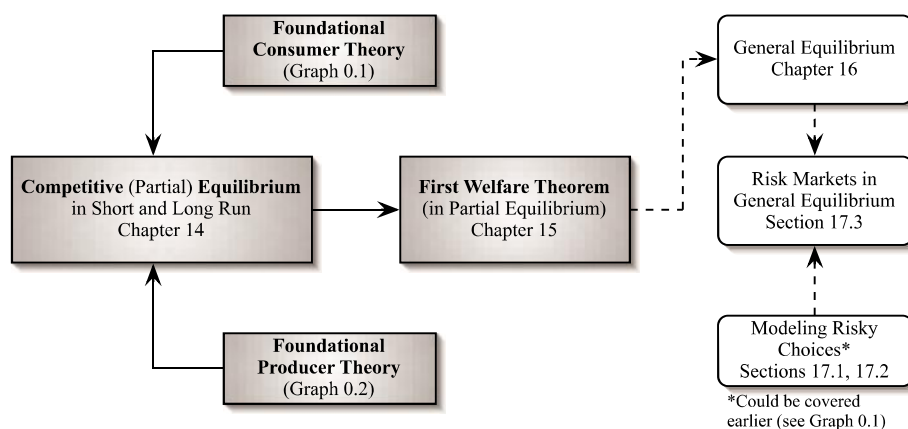 Foundational
Consumer Theory
(Graph 0.1)
General Equilibrium
Chapter 16
Competitive (Partial) Equilibrium
in Short and Long Run
Chapter 14
First Welfare Theorem
(in Partial Equilibrium)
Chapter 15
Risk Markets in
General Equilibrium
Section 17.3
Foundational
Producer Theory
(Graph 0.2)
Modeling Risky
Choices*
Sections 17.1, 17.2
*Could be covered
earlier (see Graph 0.1)